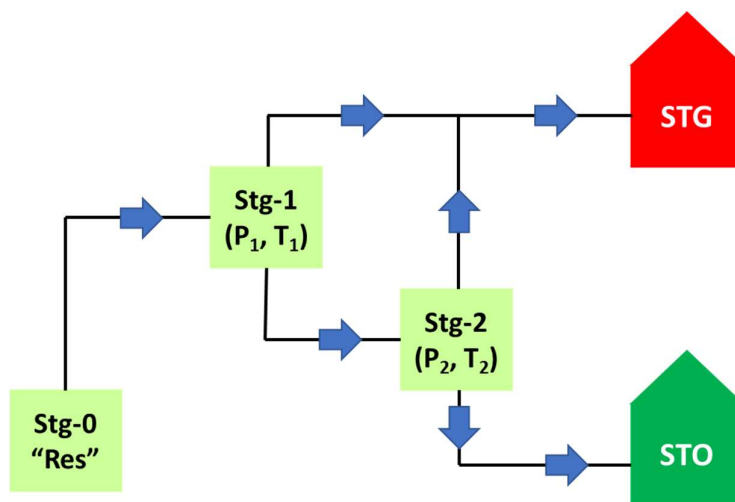 STG
Stg-1
(P₁, T₁)
Stg-2
(P₂, T₂)
Stg-0
“Res”
STO